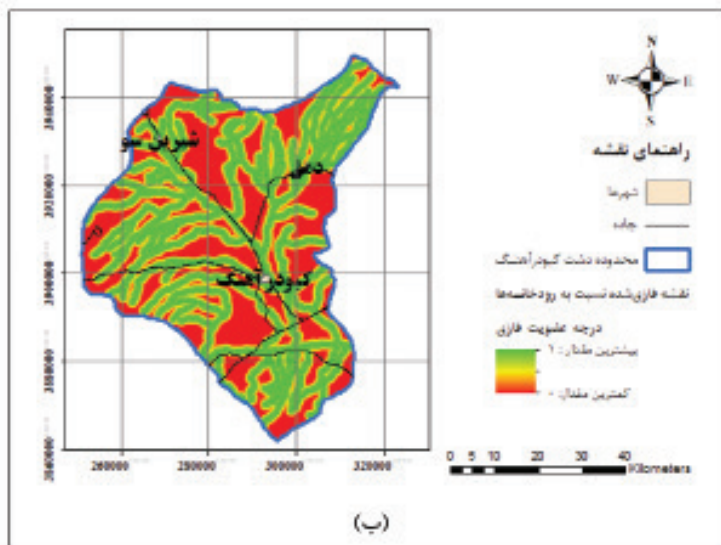 N
W E
S
راهنمای نقشه
شهرها
جاده
محدوده دشت کبودرآهنگ
نقشه فازی‌شده نسبت به رودخانه‌ها
درجه عضویت فازی
بیشترین مقدار: ۱
کمترین مقدار: ۰
شیرین سو
دمق
کبودرآهنگ
260000 280000 300000 320000
0 5 10 20 30 40
Kilometers
(ب)